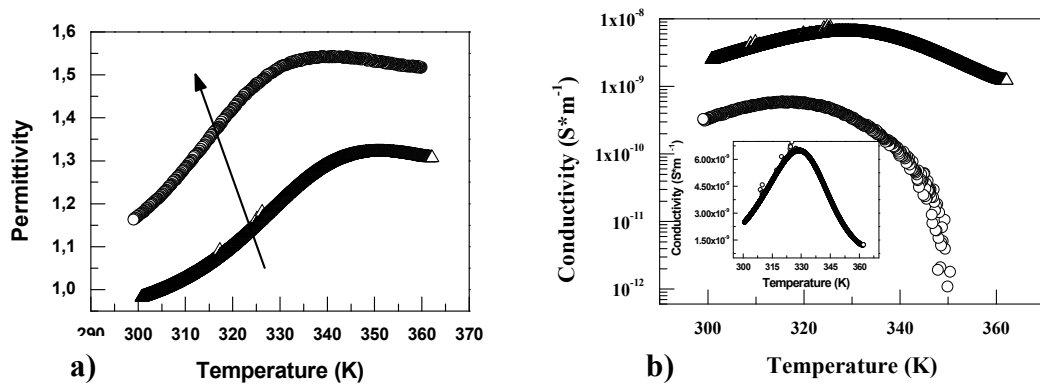 1,6
1,5
1,4
1,3
1,2
1,1
1,0
Permittivity
290 300 310 320 330 340 350 360 370
Temperature (K)
a)
1x10⁻⁸
1x10⁻⁹
1x10⁻¹⁰
10⁻¹¹
10⁻¹²
Conductivity (S*m⁻¹)
300 320 340 360
Temperature (K)
b)
6.00x10⁻⁹
4.50x10⁻⁹
3.00x10⁻⁹
1.50x10⁻⁹
Conductivity (S*m⁻¹)
300 315 330 345 360
Temperature (K)